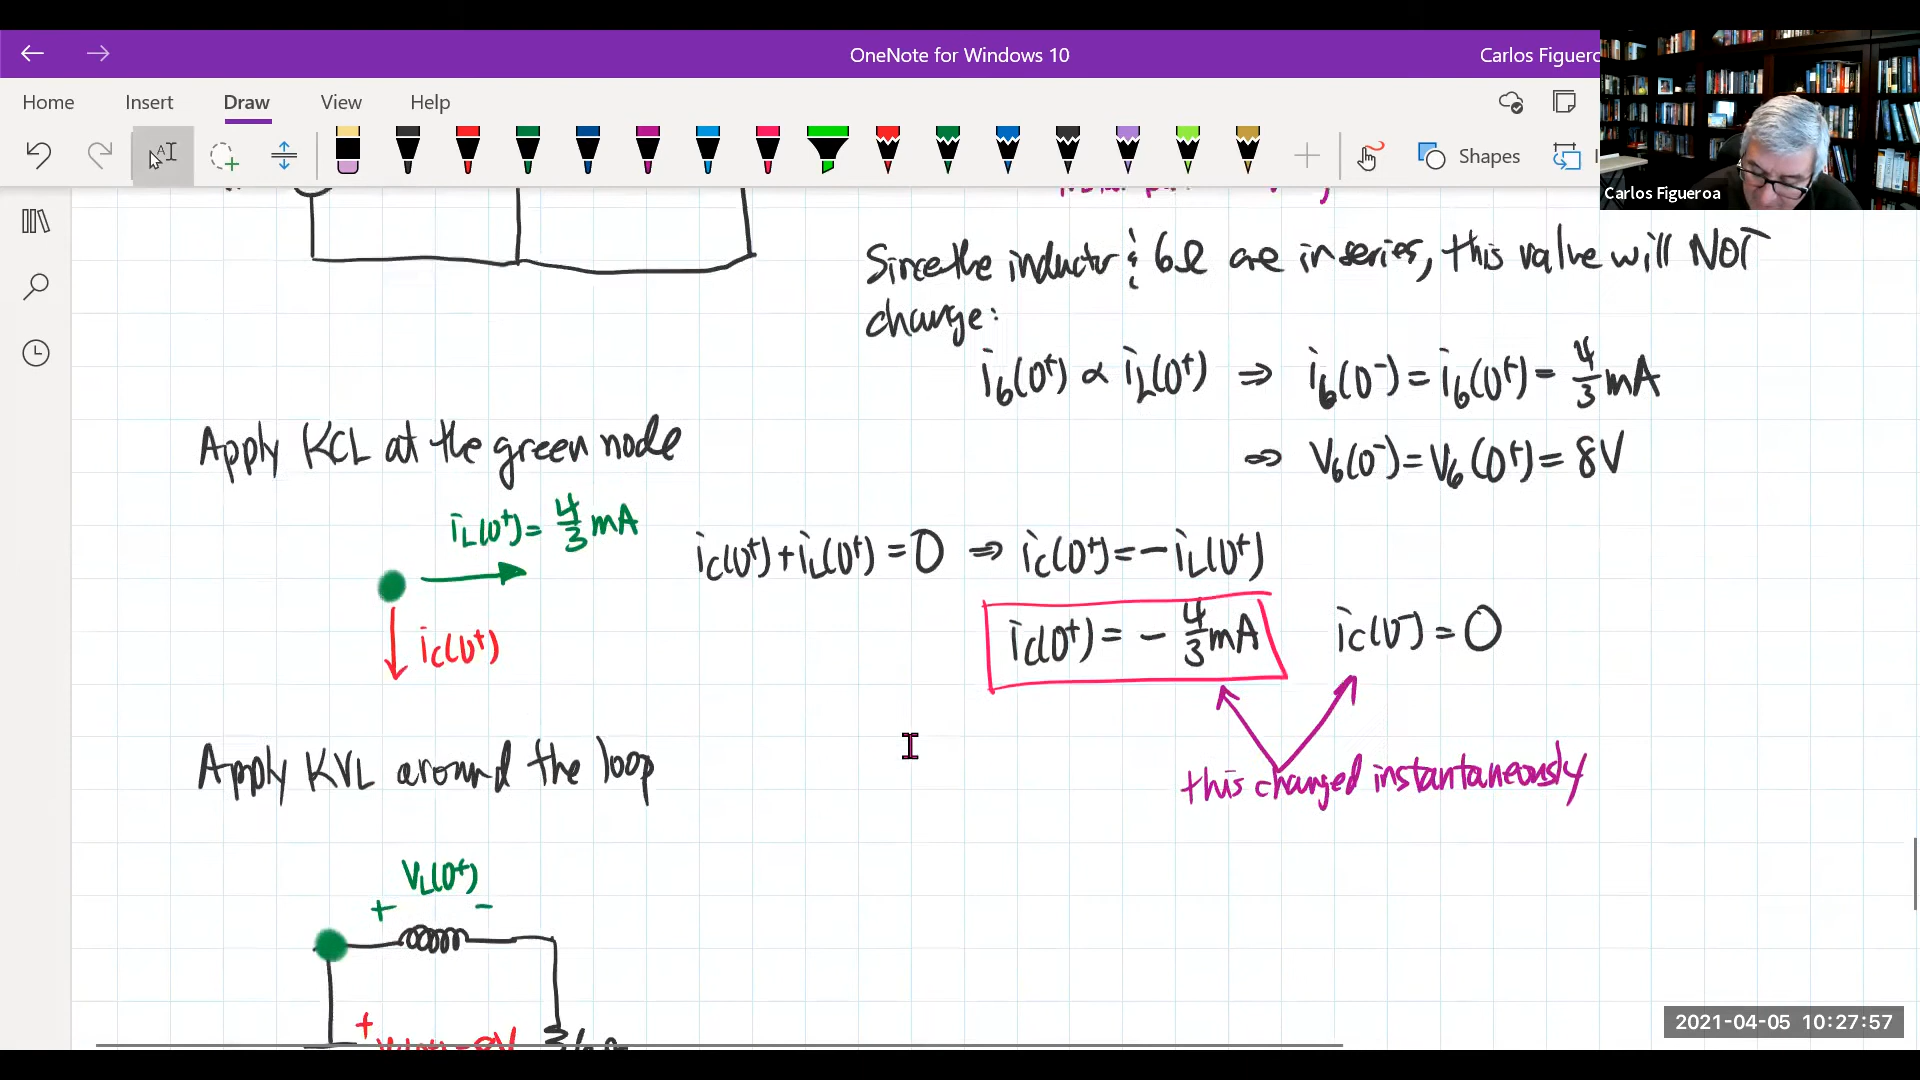 OneNote for Windows 10
Carlos Figuero
Home
Insert
Draw
View
Help
Shapes
Carlos Figueroa
Since the inductor & 6Ω are in series, this value will NOT
change:
i6(0+) ∝ iL(0+) ⇒ i6(0-) = i6(0+) = 4/3 mA
⇒ V6(0-) = V6(0+) = 8V
Apply KCL at the green node
iL(0+) = 4/3 mA
iC(0+) + iL(0+) = 0 ⇒ iC(0+) = - iL(0+)
iC(0+)
iC(0+) = - 4/3 mA
iC(0-) = 0
this changed instantaneously
Apply KVL around the loop
VL(0+)
+ -
+
2021-04-05 10:27:57